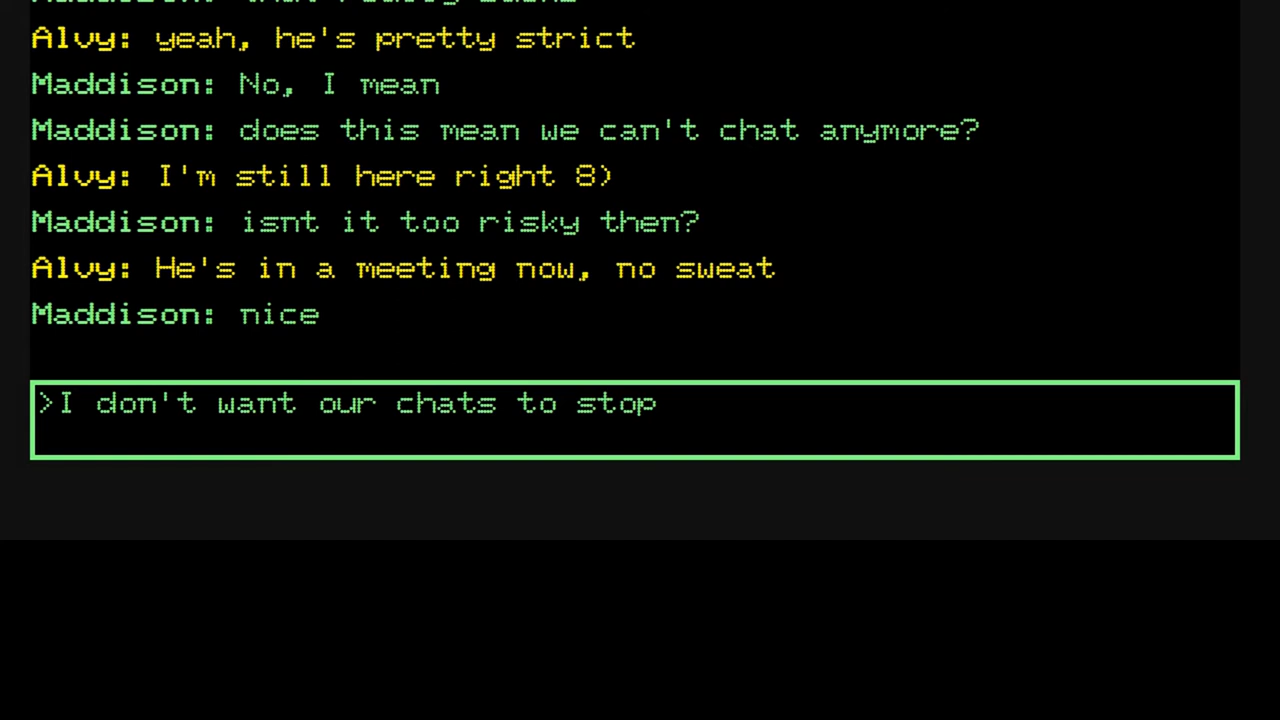 Maddison:
Alvy: yeah, he's pretty strict
Maddison: No, I mean
Maddison: does this mean we can't chat anymore?
Alvy: I'm still here right 8)
Maddison: isnt it too risky then?
Alvy: He's in a meeting now, no sweat
Maddison: nice
>I don't want our chats to stop